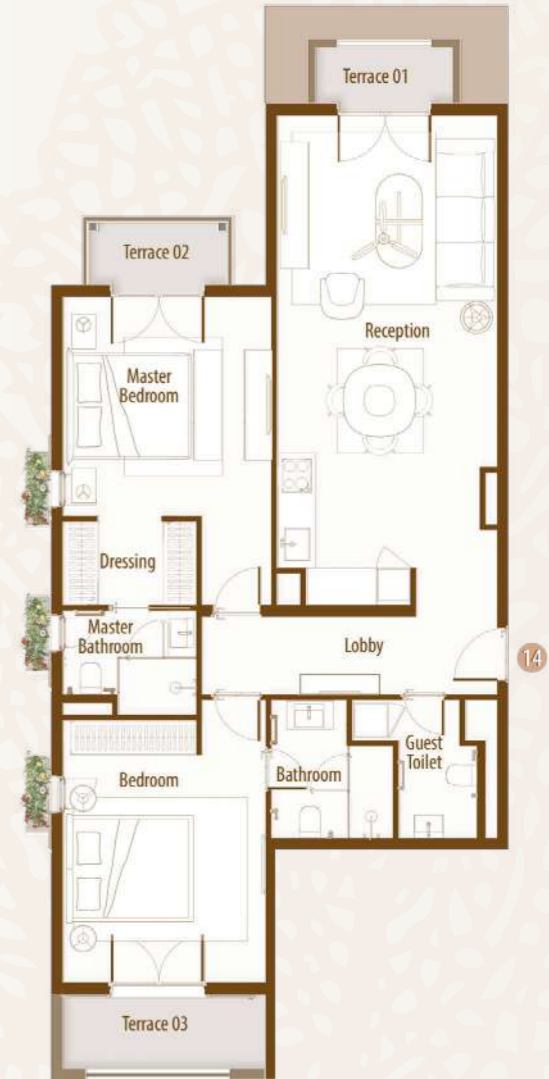 Terrace 01
Terrace 02
Reception
Master
Bedroom
Dressing
Master
Bathroom
Lobby
14
Guest
Toilet
Bedroom
Bathroom
Terrace 03